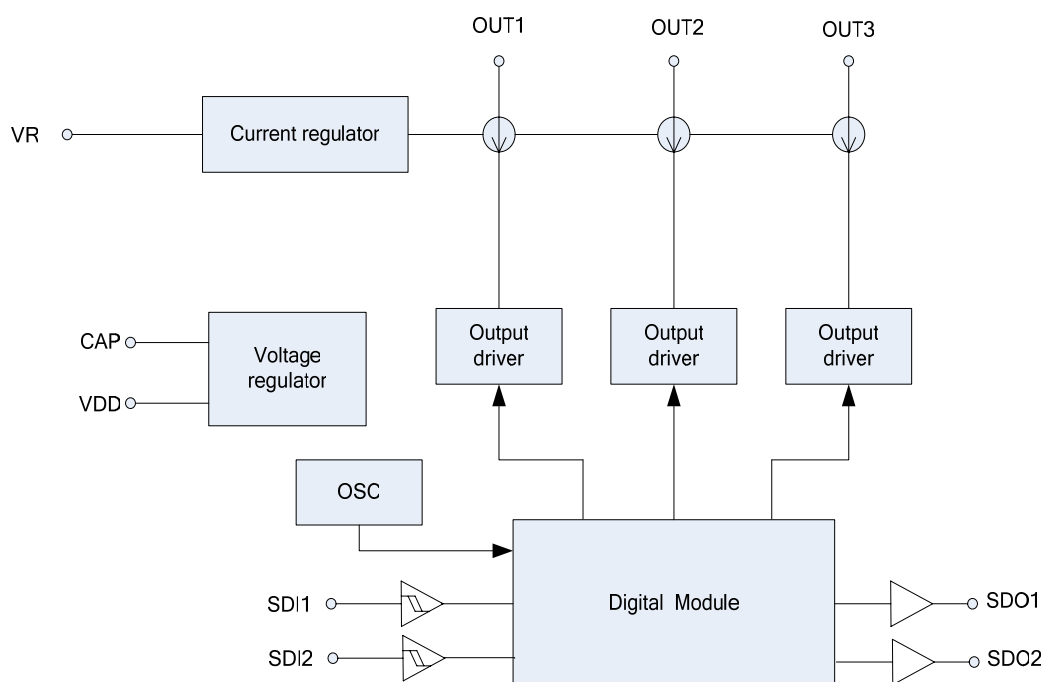 OUT1
OUT2
OUT3
VR
Current regulator
CAP
VDD
Voltage
regulator
Output
driver
Output
driver
Output
driver
OSC
SDI1
SDI2
Digital Module
SDO1
SDO2